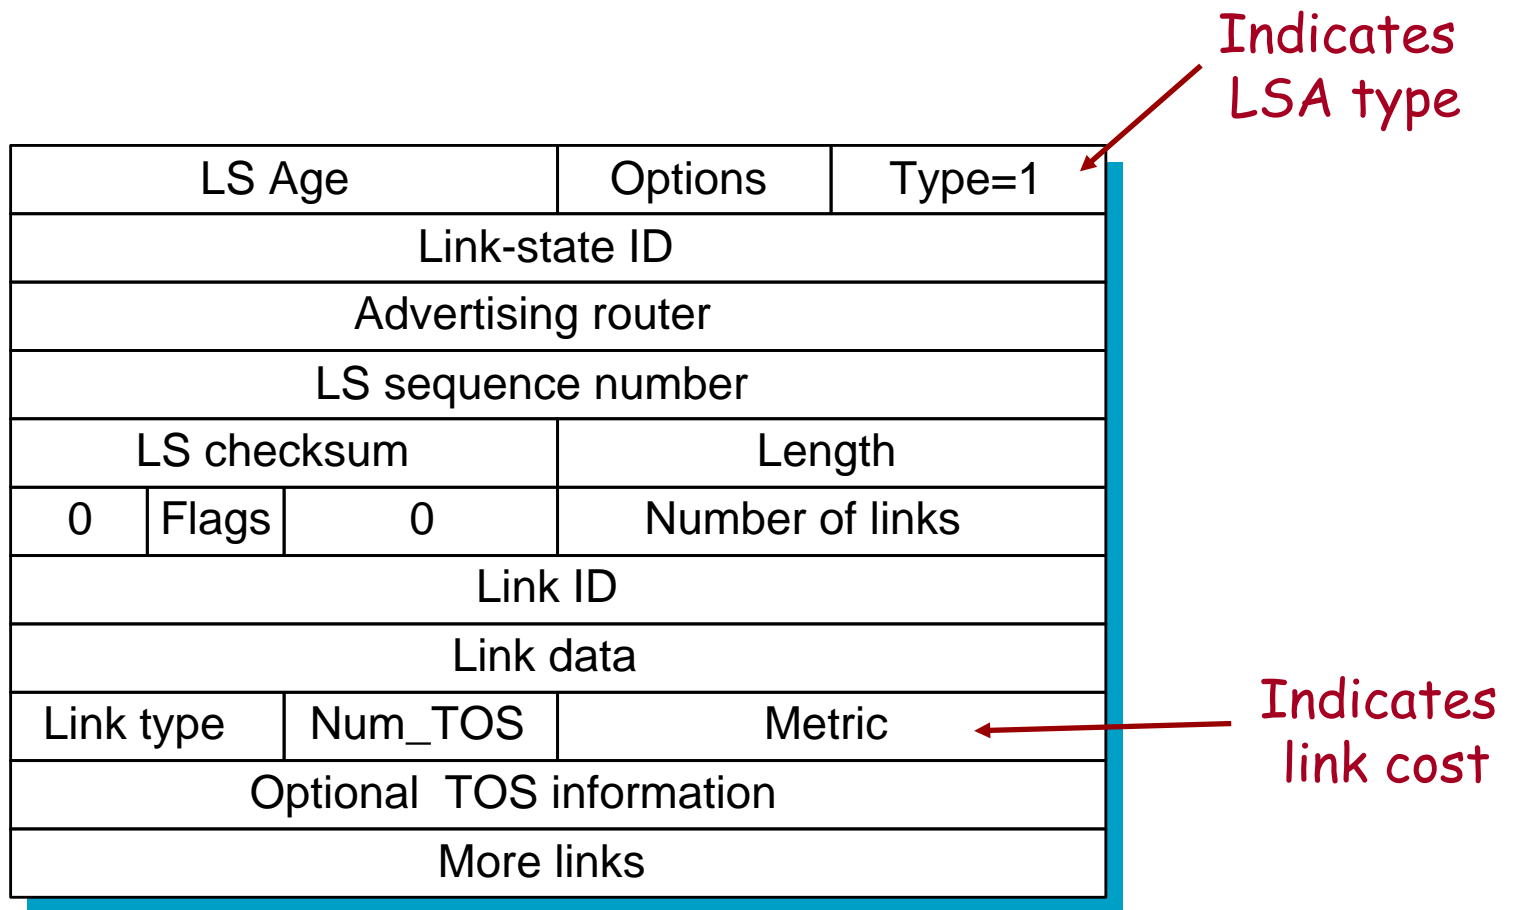 Indicates
LSA type
LS Age Options Type=1
Link-state ID
Advertising router
LS sequence number
LS checksum Length
0 Flags 0 Number of links
Link ID
Link data
Link type Num_TOS Metric
Indicates
link cost
Optional TOS information
More links